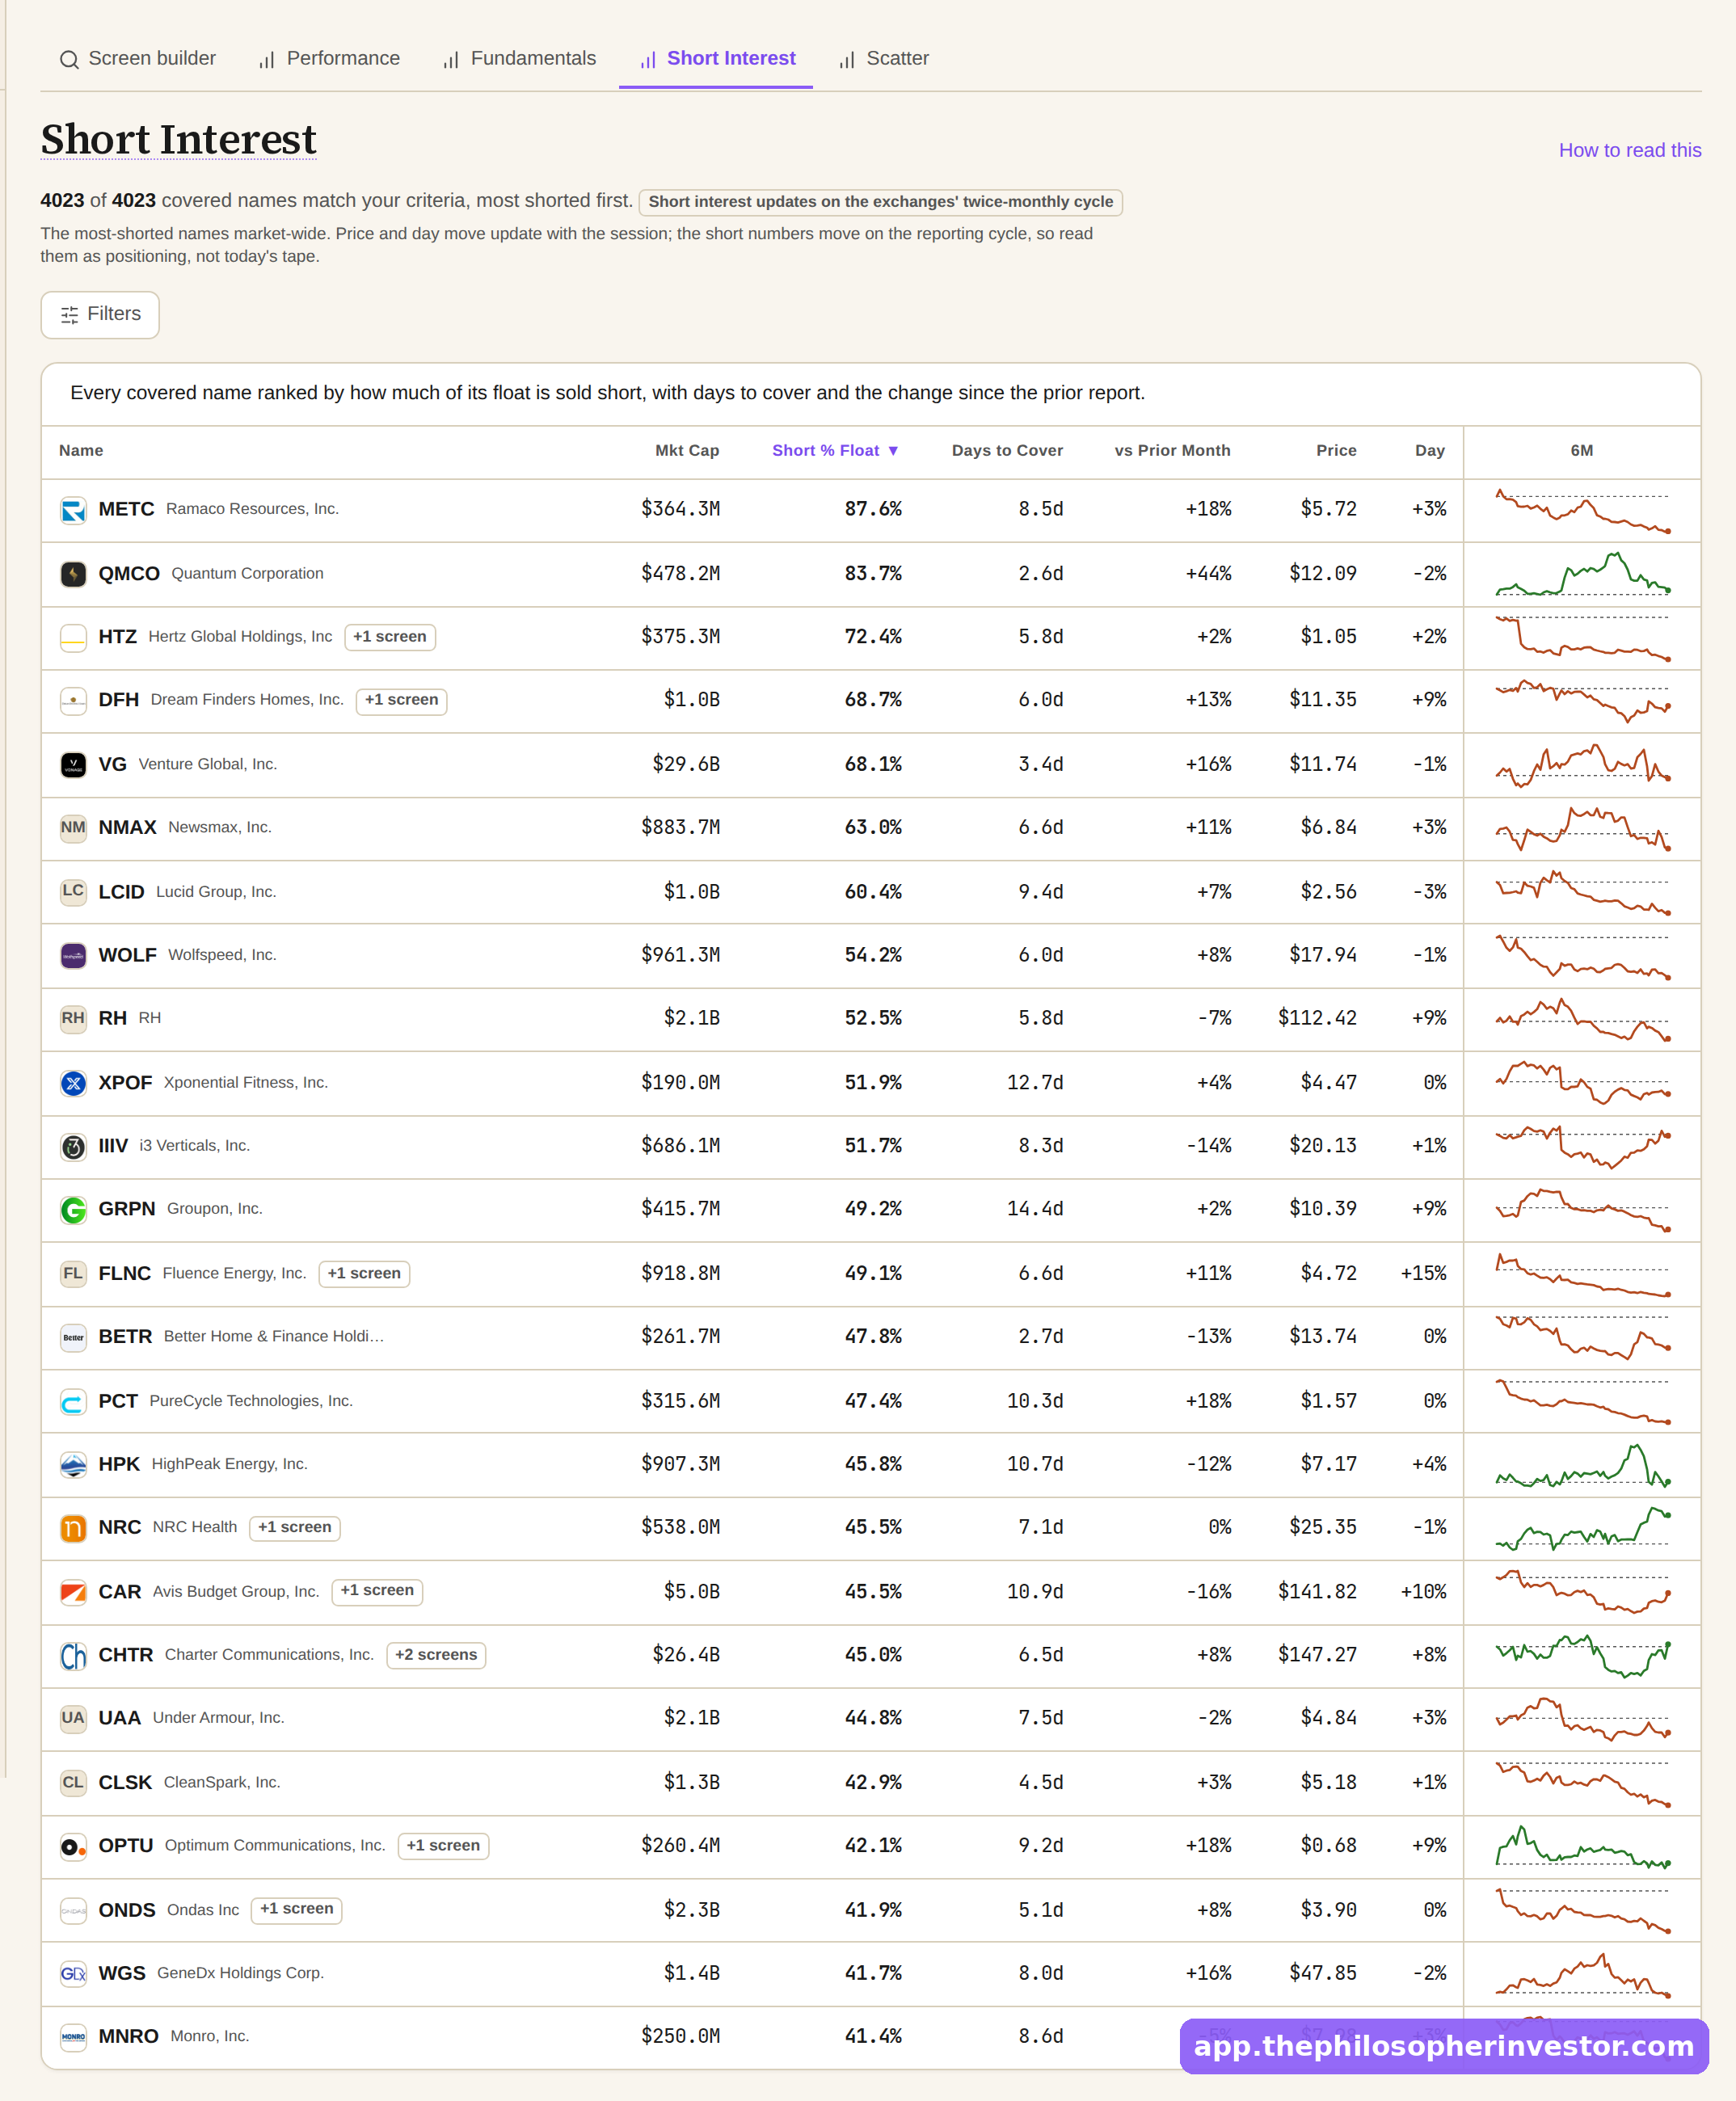 Screen builder Performance Fundamentals Short Interest Scatter
Short Interest
How to read this
4023 of 4023 covered names match your criteria, most shorted first. Short interest updates on the exchanges' twice-monthly cycle
The most-shorted names market-wide. Price and day move update with the session; the short numbers move on the reporting cycle, so read
them as positioning, not today's tape.
Filters
Every covered name ranked by how much of its float is sold short, with days to cover and the change since the prior report.
Name Mkt Cap Short % Float ▼ Days to Cover vs Prior Month Price Day 6M
METC Ramaco Resources, Inc. $364.3M 87.6% 8.5d +18% $5.72 +3%
QMCO Quantum Corporation $478.2M 83.7% 2.6d +44% $12.09 -2%
HTZ Hertz Global Holdings, Inc +1 screen $375.3M 72.4% 5.8d +2% $1.05 +2%
DFH Dream Finders Homes, Inc. +1 screen $1.0B 68.7% 6.0d +13% $11.35 +9%
V VONAGE VG Venture Global, Inc. $29.6B 68.1% 3.4d +16% $11.74 -1%
NM NMAX Newsmax, Inc. $883.7M 63.0% 6.6d +11% $6.84 +3%
LC LCID Lucid Group, Inc. $1.0B 60.4% 9.4d +7% $2.56 -3%
WOLF Wolfspeed, Inc. $961.3M 54.2% 6.0d +8% $17.94 -1%
RH RH RH $2.1B 52.5% 5.8d -7% $112.42 +9%
XPOF Xponential Fitness, Inc. $190.0M 51.9% 12.7d +4% $4.47 0%
IIIV i3 Verticals, Inc. $686.1M 51.7% 8.3d -14% $20.13 +1%
G GRPN Groupon, Inc. $415.7M 49.2% 14.4d +2% $10.39 +9%
FL FLNC Fluence Energy, Inc. +1 screen $918.8M 49.1% 6.6d +11% $4.72 +15%
Better BETR Better Home & Finance Holdi… $261.7M 47.8% 2.7d -13% $13.74 0%
PCT PureCycle Technologies, Inc. $315.6M 47.4% 10.3d +18% $1.57 0%
HPK HighPeak Energy, Inc. $907.3M 45.8% 10.7d -12% $7.17 +4%
n NRC NRC Health +1 screen $538.0M 45.5% 7.1d 0% $25.35 -1%
CAR Avis Budget Group, Inc. +1 screen $5.0B 45.5% 10.9d -16% $141.82 +10%
Ch CHTR Charter Communications, Inc. +2 screens $26.4B 45.0% 6.5d +8% $147.27 +8%
UA UAA Under Armour, Inc. $2.1B 44.8% 7.5d -2% $4.84 +3%
CL CLSK CleanSpark, Inc. $1.3B 42.9% 4.5d +3% $5.18 +1%
OPTU Optimum Communications, Inc. +1 screen $260.4M 42.1% 9.2d +18% $0.68 +9%
ONDAS ONDS Ondas Inc +1 screen $2.3B 41.9% 5.1d +8% $3.90 0%
GDx WGS GeneDx Holdings Corp. $1.4B 41.7% 8.0d +16% $47.85 -2%
MONRO MNRO Monro, Inc. $250.0M 41.4% 8.6d
app.thephilosopherinvestor.com